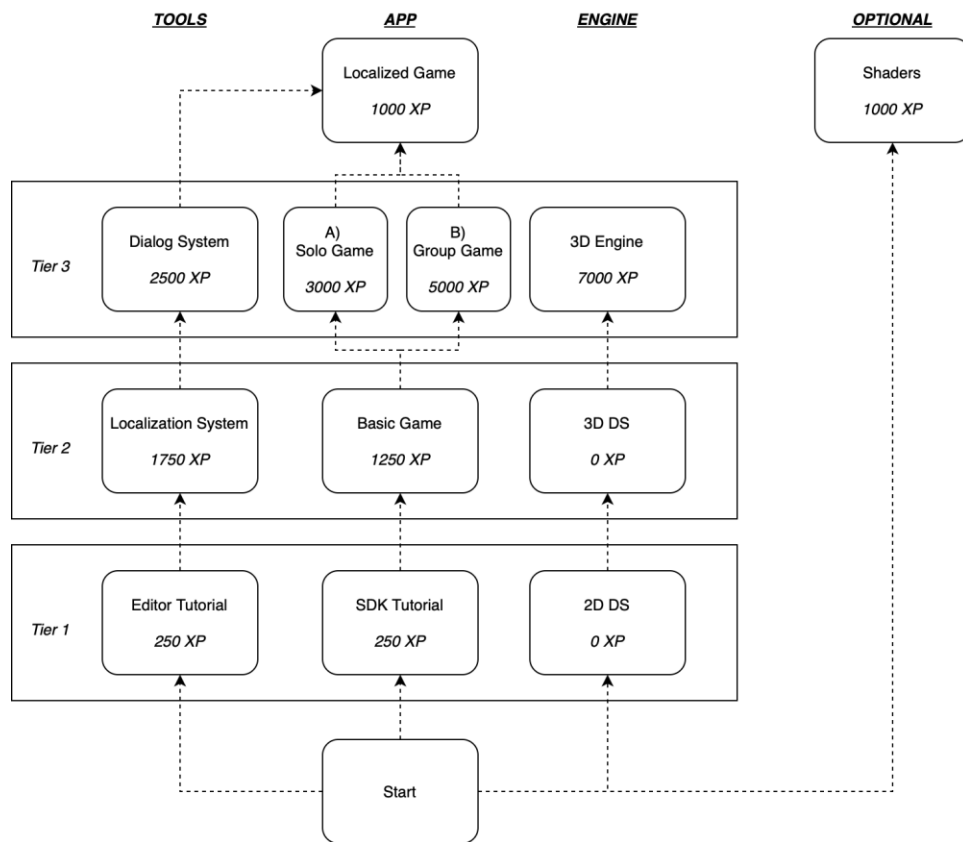 TOOLS
APP
ENGINE
OPTIONAL
Localized Game
1000 XP
Shaders
1000 XP
Tier 3
Dialog System
2500 XP
A)
Solo Game
3000 XP
B)
Group Game
5000 XP
3D Engine
7000 XP
Tier 2
Localization System
1750 XP
Basic Game
1250 XP
3D DS
0 XP
Tier 1
Editor Tutorial
250 XP
SDK Tutorial
250 XP
2D DS
0 XP
Start